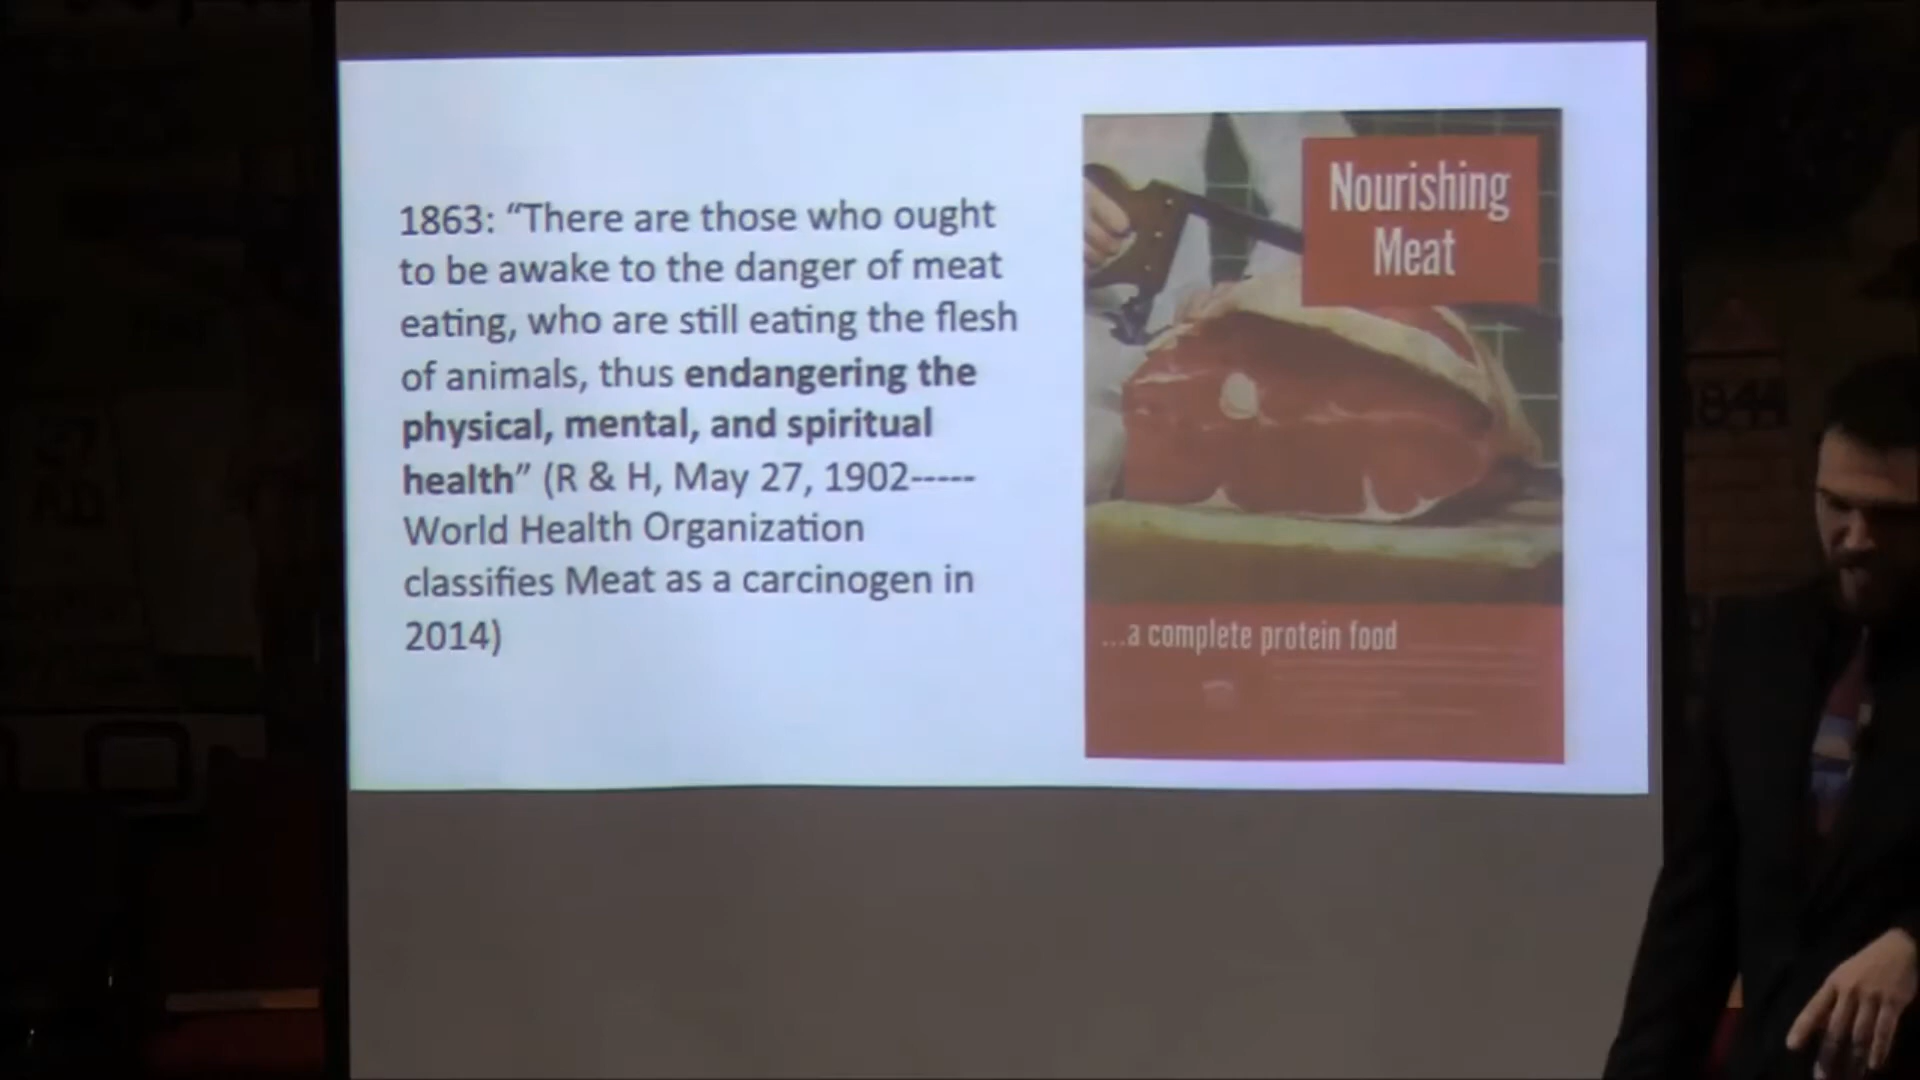 1863: “There are those who ought
to be awake to the danger of meat
eating, who are still eating the flesh
of animals, thus endangering the
physical, mental, and spiritual
health” (R & H, May 27, 1902-----
World Health Organization
classifies Meat as a carcinogen in
2014)
Nourishing
Meat
...a complete protein food
1844